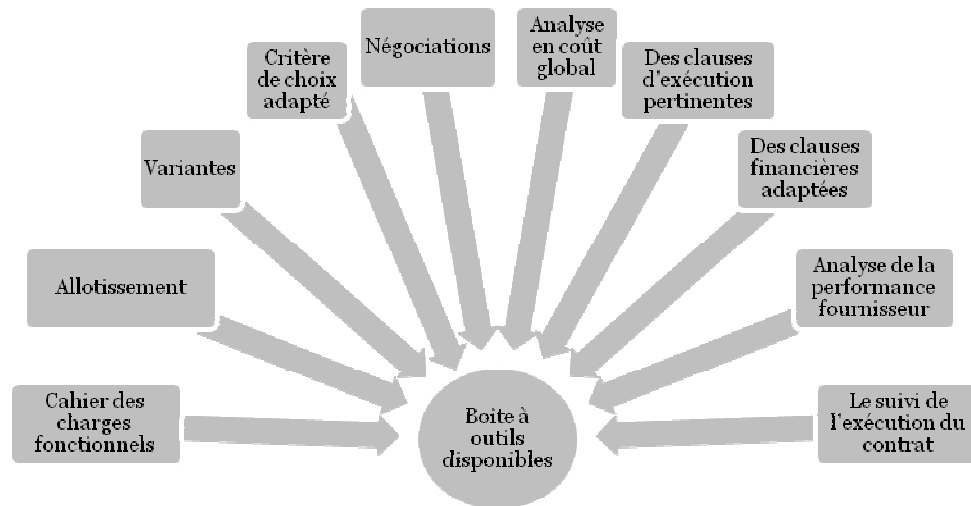 Cahier des
charges
fonctionnels
Allotissement
Variantes
Critère
de choix
adapté
Négociations
Analyse
en coût
global
Des clauses
d'exécution
pertinentes
Des clauses
financières
adaptées
Analyse de la
performance
fournisseur
Le suivi de
l'exécution du
contrat
Boite à
outils
disponibles